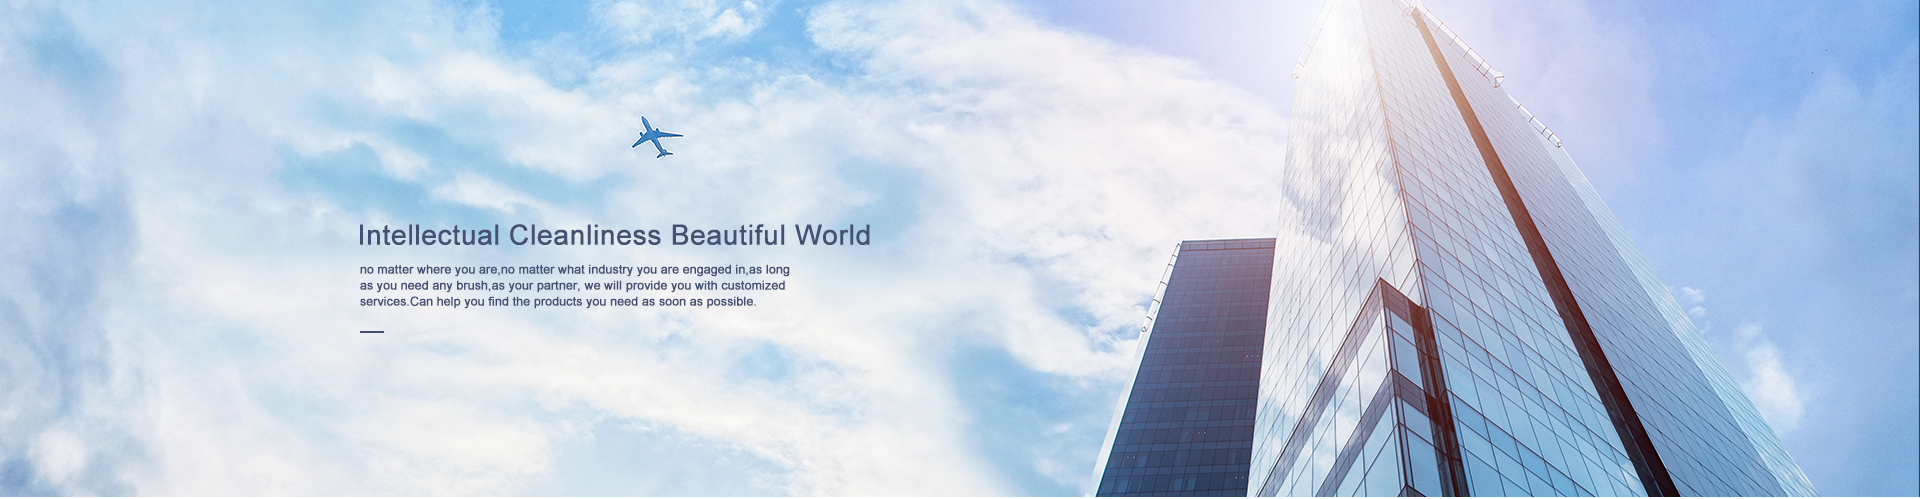 Intellectual Cleanliness Beautiful World
no matter where you are,no matter what industry you are engaged in,as long
as you need any brush,as your partner, we will provide you with customized
services.Can help you find the products you need as soon as possible.